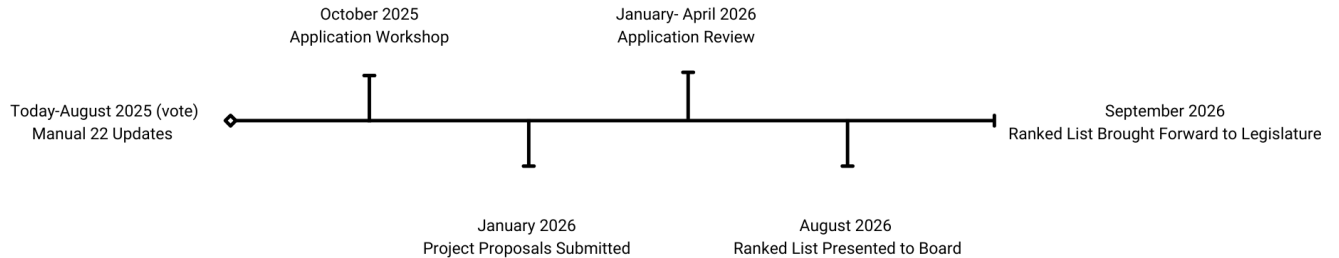 October 2025
Application Workshop
January- April 2026
Application Review
Today-August 2025 (vote)
Manual 22 Updates
September 2026
Ranked List Brought Forward to Legislature
January 2026
Project Proposals Submitted
August 2026
Ranked List Presented to Board